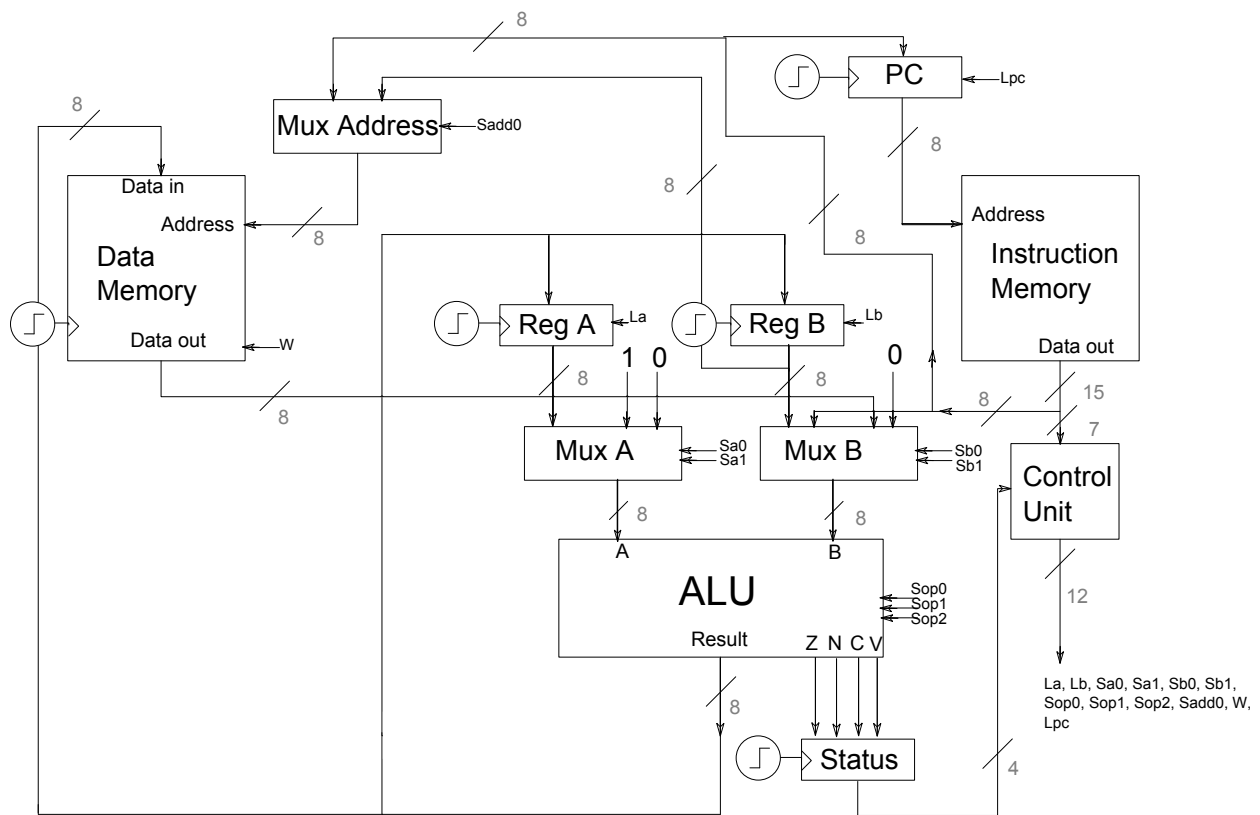 8
PC
Lpc
8
Mux Address
Sadd0
8
Data in
8
Address
8
Address
Data
Memory
8
8
Instruction
Memory
Reg A
La
Reg B
Lb
Data out
W
1 0
0
Data out
8
8
8
8
15
7
Mux A
Sa0
Sa1
Mux B
Sb0
Sb1
Control
Unit
8
8
A
B
ALU
Sop0
Sop1
Sop2
12
Result
Z N C V
8
La, Lb, Sa0, Sa1, Sb0, Sb1,
Sop0, Sop1, Sop2, Sadd0, W,
Lpc
Status
4